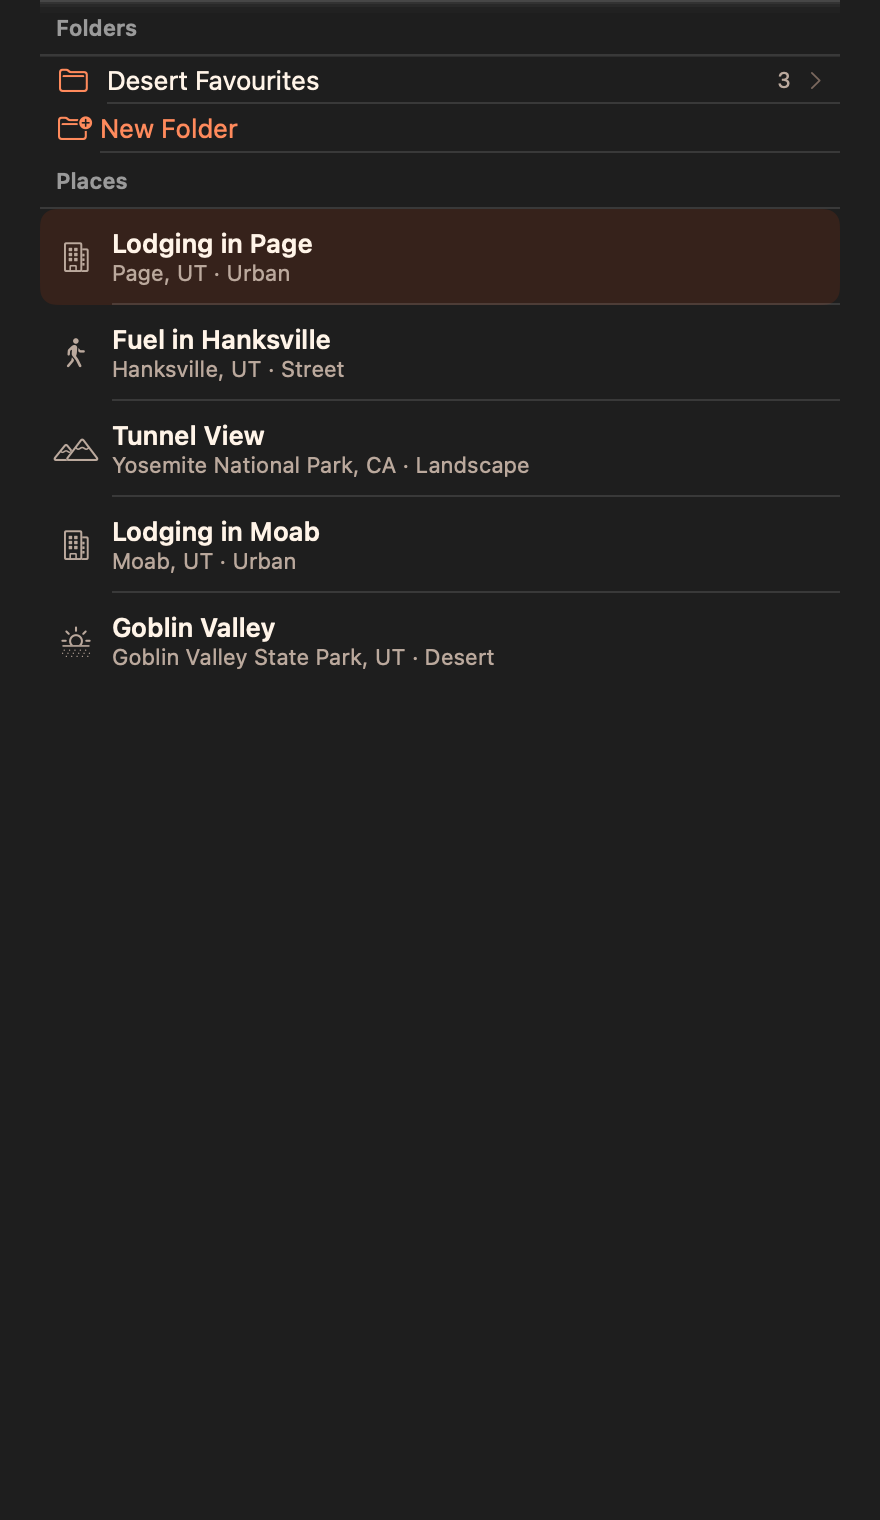 Folders
Desert Favourites 3
New Folder
Places
Lodging in Page
Page, UT · Urban
Fuel in Hanksville
Hanksville, UT · Street
Tunnel View
Yosemite National Park, CA · Landscape
Lodging in Moab
Moab, UT · Urban
Goblin Valley
Goblin Valley State Park, UT · Desert